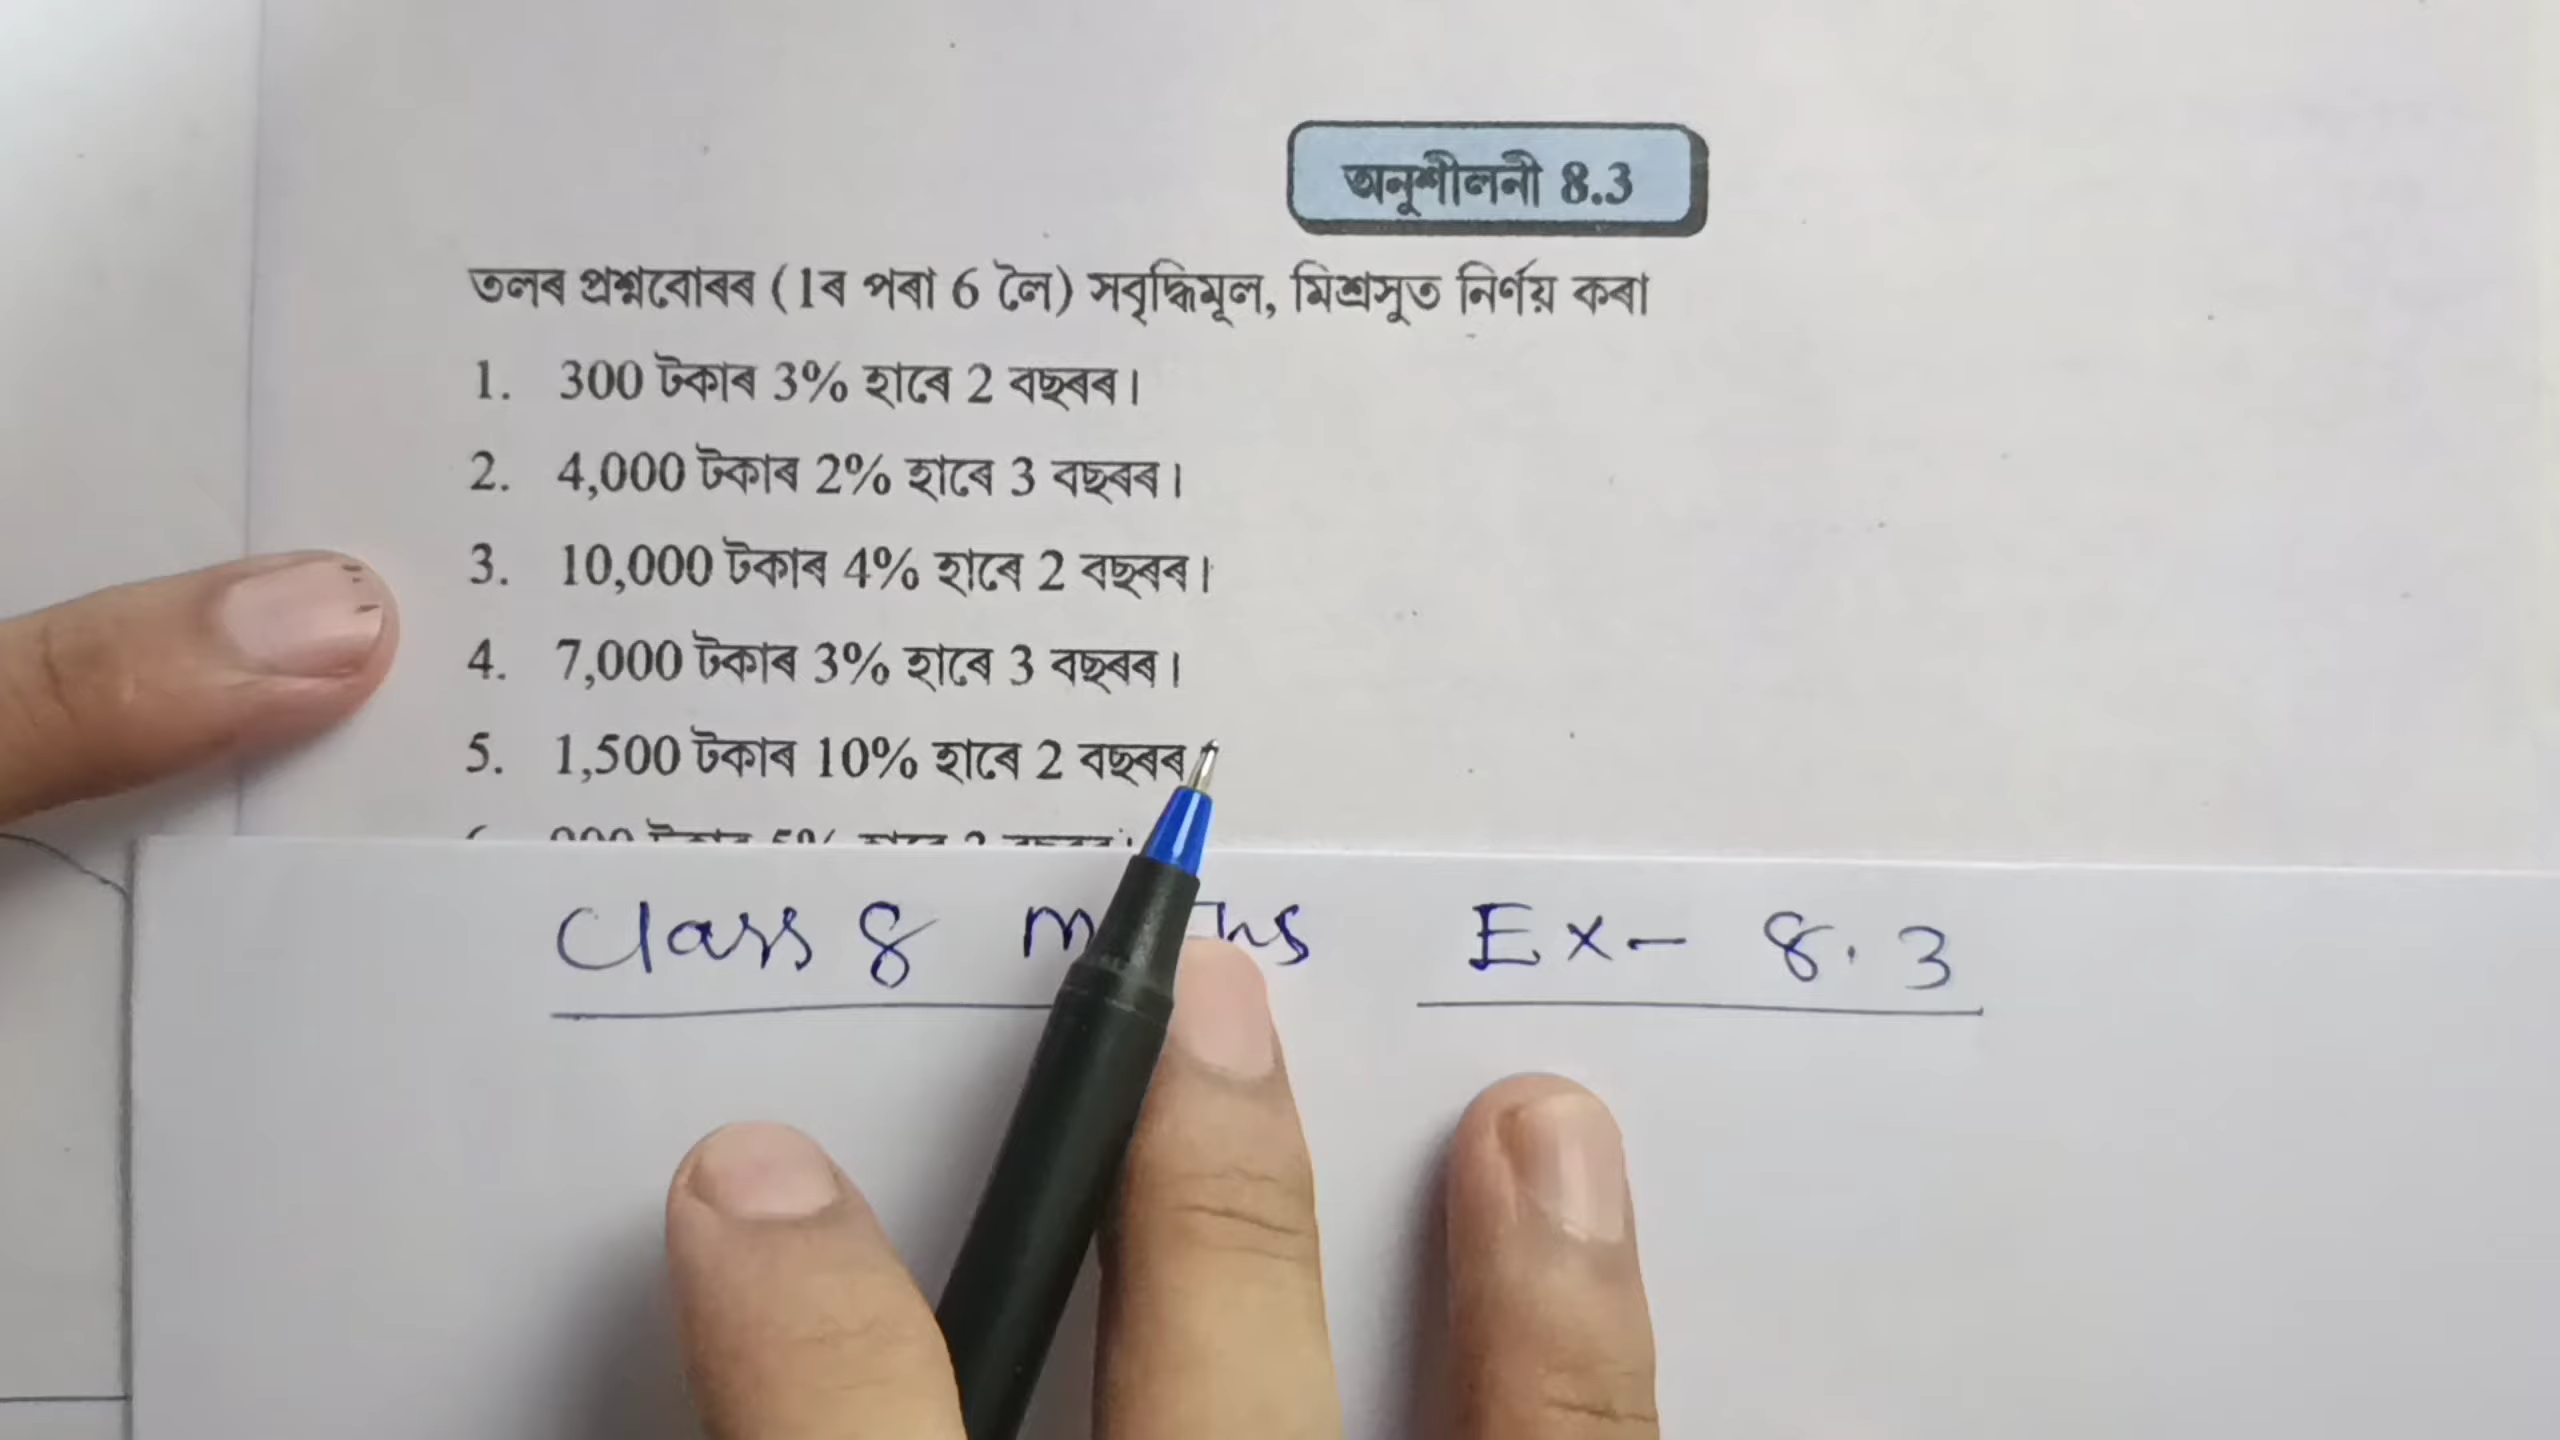 অনুশীলনী 8.3
তলৰ প্ৰশ্নবোৰৰ (1ৰ পৰা 6 লৈ) সবৃদ্ধিমূল, মিশ্ৰসুত নিৰ্ণয় কৰা
1. 300 টকাৰ 3% হাৰে 2 বছৰৰ।
2. 4,000 টকাৰ 2% হাৰে 3 বছৰৰ।
3. 10,000 টকাৰ 4% হাৰে 2 বছৰৰ।
4. 7,000 টকাৰ 3% হাৰে 3 বছৰৰ।
5. 1,500 টকাৰ 10% হাৰে 2 বছৰৰ
Class 8 Ex- 8.3